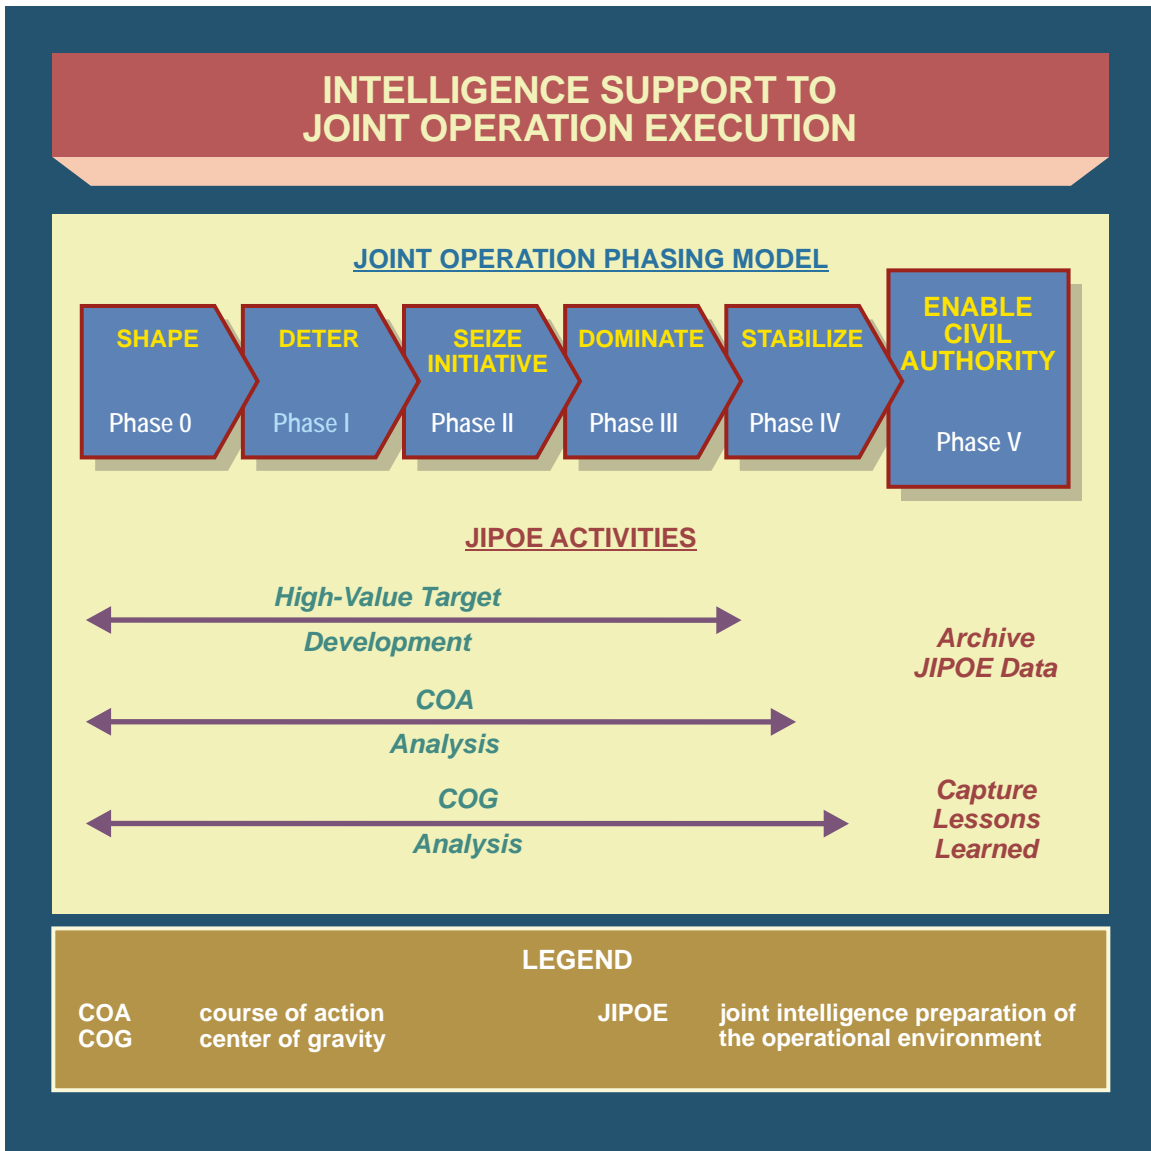 INTELLIGENCE SUPPORT TO
JOINT OPERATION EXECUTION
JOINT OPERATION PHASING MODEL
SHAPE
Phase 0
DETER
Phase I
SEIZE
INITIATIVE
Phase II
DOMINATE
Phase III
STABILIZE
Phase IV
ENABLE
CIVIL
AUTHORITY
Phase V
JIPOE ACTIVITIES
High-Value Target
Development
COA
Analysis
COG
Analysis
Archive
JIPOE Data
Capture
Lessons
Learned
LEGEND
COA course of action
COG center of gravity
JIPOE joint intelligence preparation of
the operational environment